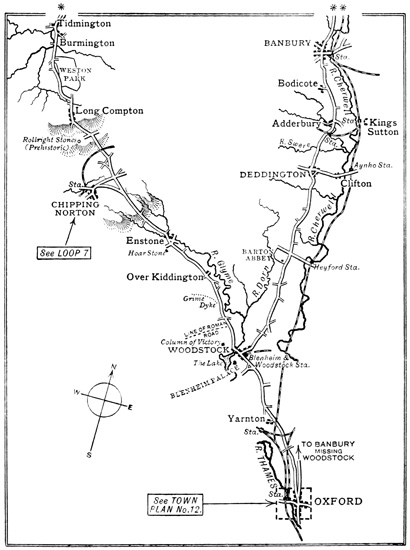 * **
Tidmington
Burmington
WESTON
PARK
Long Compton
Rollright Stones
(Prehistoric)
Sta.
CHIPPING
NORTON
See LOOP 7
Enstone
Hoar Stone
R. Glyme
Over Kiddington
Grims
Dyke
LINE OF ROMAN
ROAD
Column of Victory
WOODSTOCK
The Lake
BLENHEIM PALACE
Blenheim &
Woodstock Sta.
BANBURY
Sta.
R. Cherwell
Bodicote
Adderbury
Sta.
Sta.
Kings
Sutton
R. Swere
Aynho Sta.
DEDDINGTON
Clifton
R. Cherwell
BARTON
ABBEY
Heyford Sta.
R. Dorn
N
W
E
S
Yarnton
Sta.
TO BANBURY
MISSING
WOODSTOCK
R. THAMES
See TOWN
PLAN No. 12.
Sta.
OXFORD